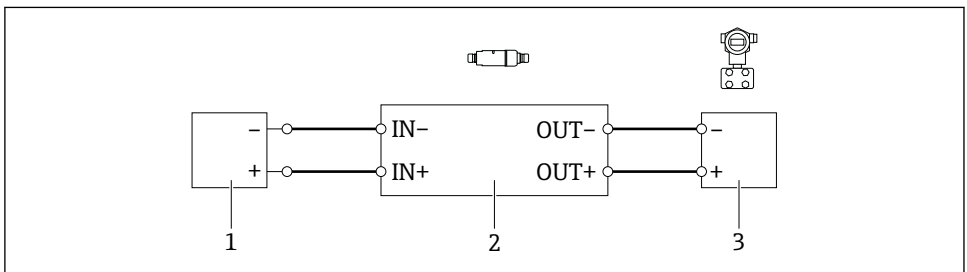 − IN− OUT− −
+ IN+ OUT+ +
1 2 3